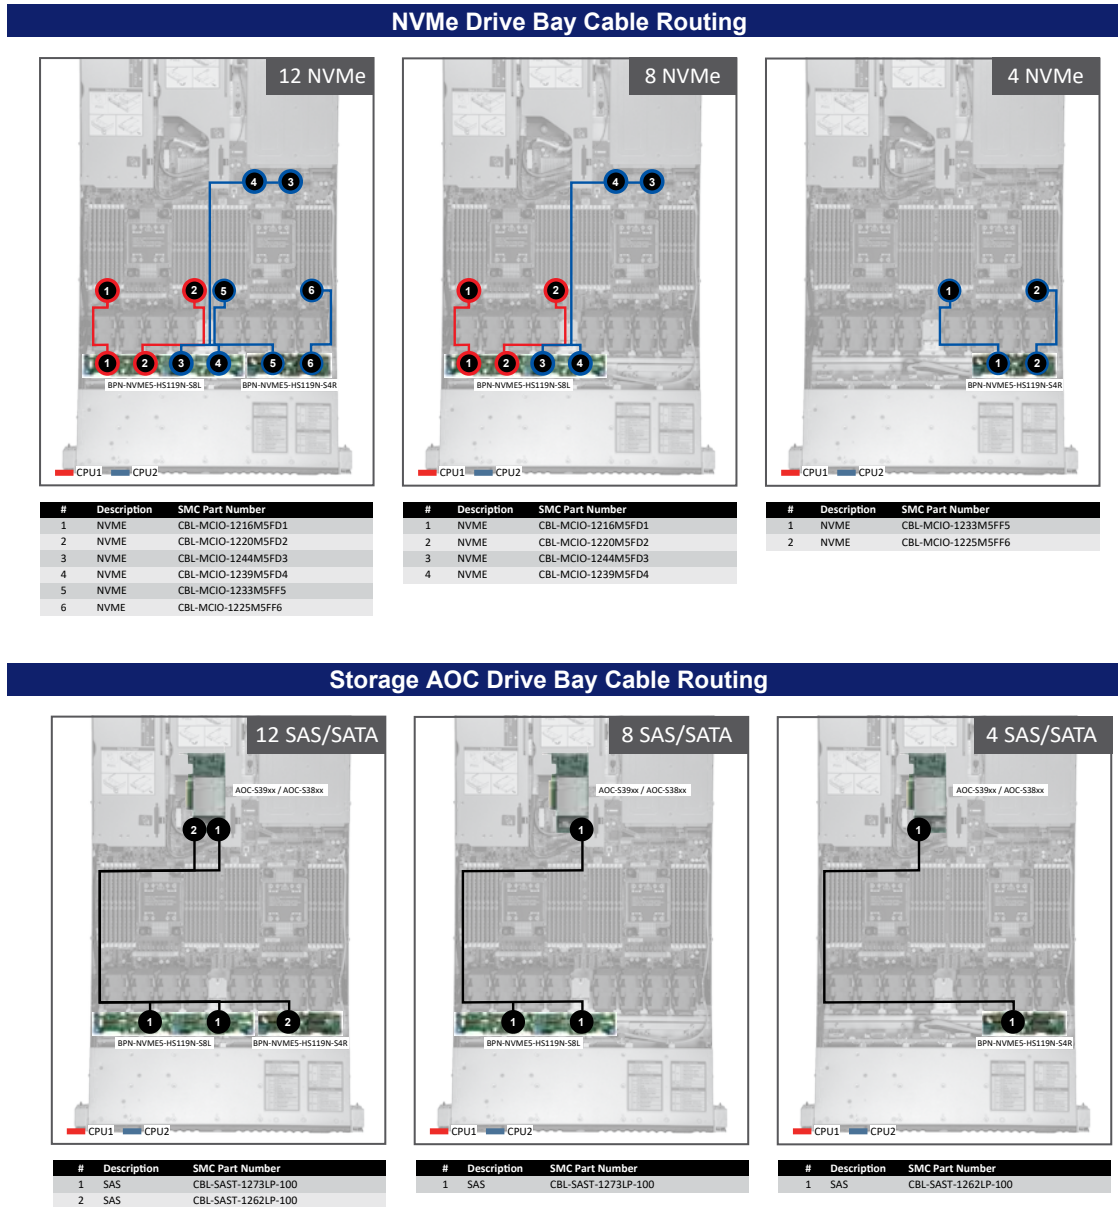 NVMe Drive Bay Cable Routing
12 NVMe
8 NVMe
4 NVMe
4 3
4 3
1 2 5 6
1 2
1 2
1 2 3 4 5 6
1 2 3 4
1 2
BPN-NVME5-HS119N-S8L BPN-NVME5-HS119N-S4R
BPN-NVME5-HS119N-S8L
BPN-NVME5-HS119N-S4R
CPU1 CPU2
CPU1 CPU2
CPU1 CPU2
# Description SMC Part Number
1 NVME CBL-MCIO-1216M5FD1
2 NVME CBL-MCIO-1220M5FD2
3 NVME CBL-MCIO-1244M5FD3
4 NVME CBL-MCIO-1239M5FD4
5 NVME CBL-MCIO-1233M5FF5
6 NVME CBL-MCIO-1225M5FF6
# Description SMC Part Number
1 NVME CBL-MCIO-1216M5FD1
2 NVME CBL-MCIO-1220M5FD2
3 NVME CBL-MCIO-1244M5FD3
4 NVME CBL-MCIO-1239M5FD4
# Description SMC Part Number
1 NVME CBL-MCIO-1233M5FF5
2 NVME CBL-MCIO-1225M5FF6
Storage AOC Drive Bay Cable Routing
12 SAS/SATA
8 SAS/SATA
4 SAS/SATA
AOC-S39xx / AOC-S38xx
AOC-S39xx / AOC-S38xx
AOC-S39xx / AOC-S38xx
2 1
1
1
1 1 2
1 1
1
BPN-NVME5-HS119N-S8L BPN-NVME5-HS119N-S4R
BPN-NVME5-HS119N-S8L
BPN-NVME5-HS119N-S4R
CPU1 CPU2
CPU1 CPU2
CPU1 CPU2
# Description SMC Part Number
1 SAS CBL-SAST-1273LP-100
2 SAS CBL-SAST-1262LP-100
# Description SMC Part Number
1 SAS CBL-SAST-1273LP-100
# Description SMC Part Number
1 SAS CBL-SAST-1262LP-100